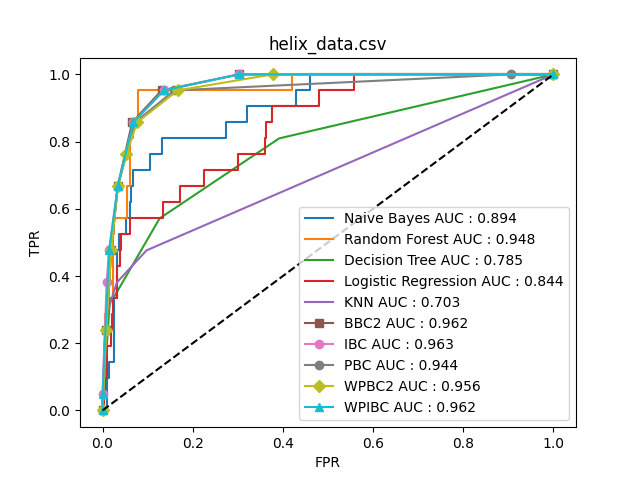 helix_data.csv
TPR
1.0
0.8
0.6
0.4
0.2
0.0
Naive Bayes AUC : 0.894
Random Forest AUC : 0.948
Decision Tree AUC : 0.785
Logistic Regression AUC : 0.844
KNN AUC : 0.703
BBC2 AUC : 0.962
IBC AUC : 0.963
PBC AUC : 0.944
WPBC2 AUC : 0.956
WPIBC AUC : 0.962
0.0 0.2 0.4 0.6 0.8 1.0
FPR